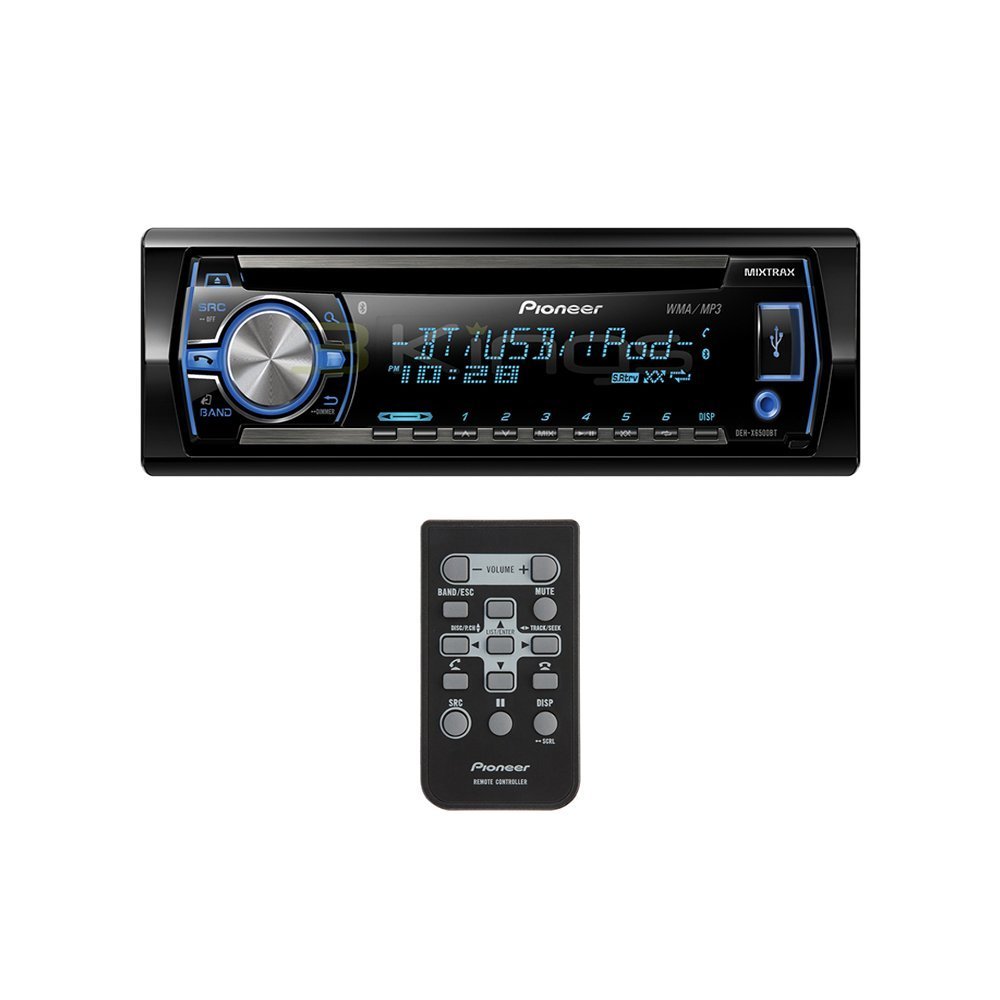 MIXTRAX
SRC
OFF
Pioneer
WMA/MP3
-BT/USB/iPod-
3 Kings
PM 10:28
S.Rtrv
BAND
DIMMER
1 2 3 4 5 6 DISP
MIX
DEH-X6500BT
- VOLUME +
BAND/ESC MUTE
DISC/P.CH TRACK/SEEK
LIST/ENTER
SRC DISP
SCRL
Pioneer
REMOTE CONTROLLER